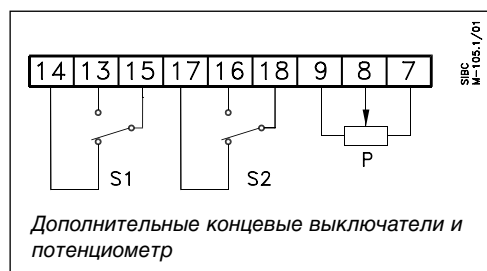 SIBC
M-105.1/01
14 13 15 17 16 18 9 8 7
S1 S2 P
Дополнительные концевые выключатели и
потенциометр